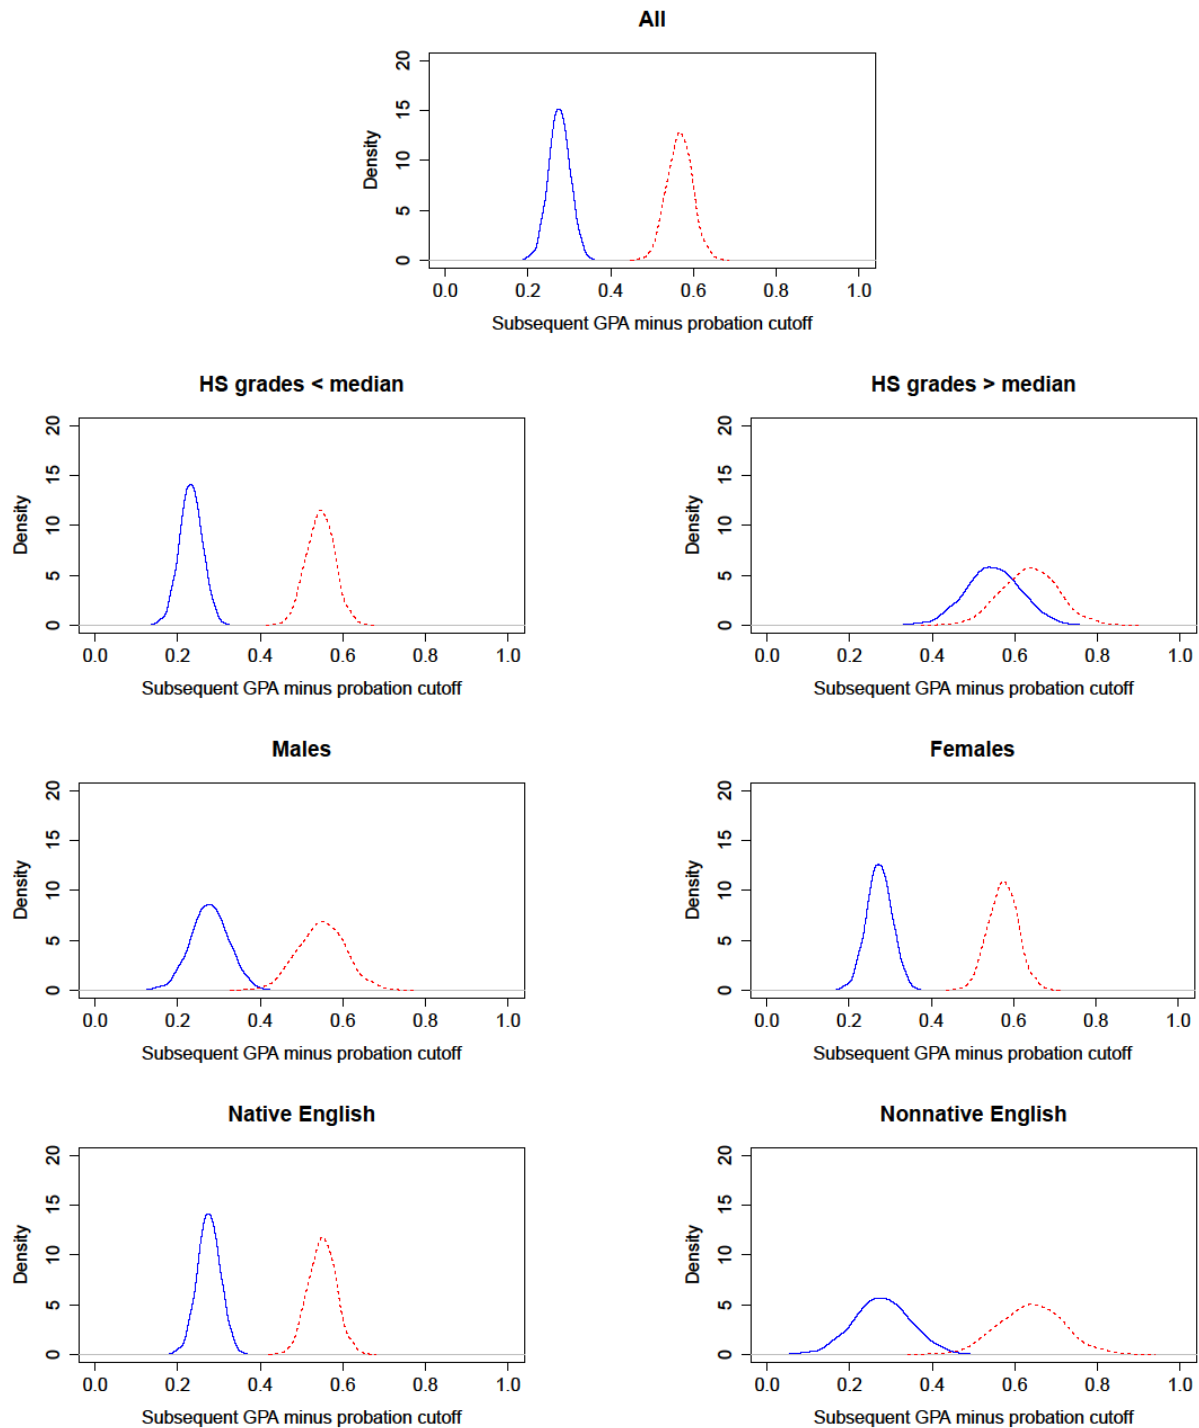 All
20
15
10
5
0
Density
0.0 0.2 0.4 0.6 0.8 1.0
Subsequent GPA minus probation cutoff
HS grades < median
20
15
10
5
0
Density
0.0 0.2 0.4 0.6 0.8 1.0
Subsequent GPA minus probation cutoff
HS grades > median
20
15
10
5
0
Density
0.0 0.2 0.4 0.6 0.8 1.0
Subsequent GPA minus probation cutoff
Males
20
15
10
5
0
Density
0.0 0.2 0.4 0.6 0.8 1.0
Subsequent GPA minus probation cutoff
Females
20
15
10
5
0
Density
0.0 0.2 0.4 0.6 0.8 1.0
Subsequent GPA minus probation cutoff
Native English
20
15
10
5
0
Density
0.0 0.2 0.4 0.6 0.8 1.0
Subsequent GPA minus probation cutoff
Nonnative English
20
15
10
5
0
Density
0.0 0.2 0.4 0.6 0.8 1.0
Subsequent GPA minus probation cutoff